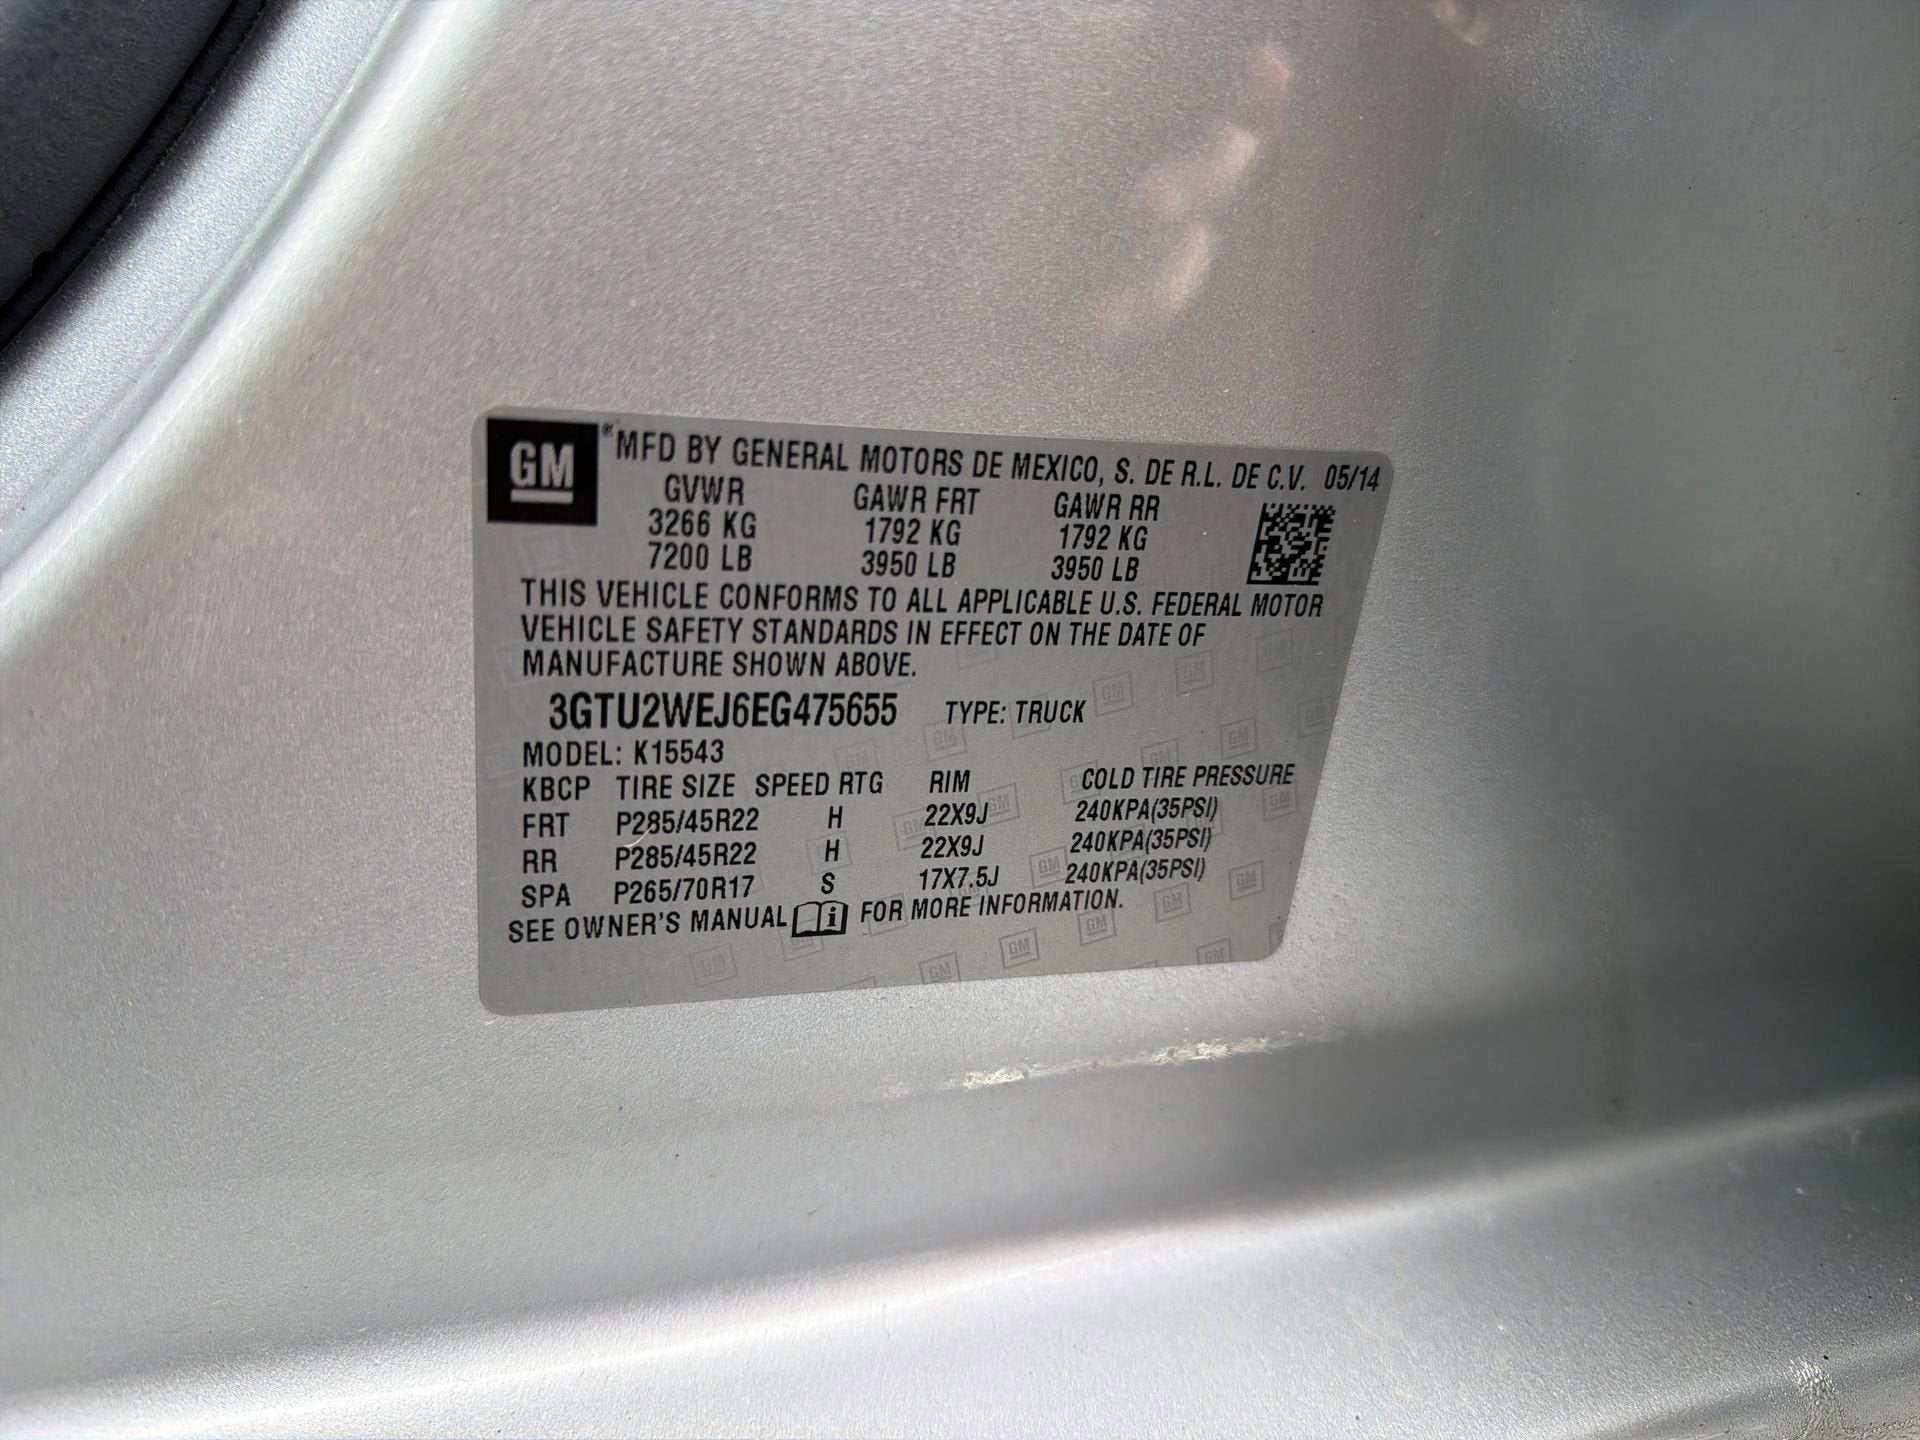 GM ® MFD BY GENERAL MOTORS DE MEXICO, S. DE R.L. DE C.V. 05/14
GVWR GAWR FRT GAWR RR
3266 KG 1792 KG 1792 KG
7200 LB 3950 LB 3950 LB
THIS VEHICLE CONFORMS TO ALL APPLICABLE U.S. FEDERAL MOTOR
VEHICLE SAFETY STANDARDS IN EFFECT ON THE DATE OF
MANUFACTURE SHOWN ABOVE.
3GTU2WEJ6EG475655 TYPE: TRUCK
MODEL: K15543
KBCP TIRE SIZE SPEED RTG RIM COLD TIRE PRESSURE
FRT P285/45R22 H 22X9J 240KPA(35PSI)
RR P285/45R22 H 22X9J 240KPA(35PSI)
SPA P265/70R17 S 17X7.5J 240KPA(35PSI)
SEE OWNER'S MANUAL i FOR MORE INFORMATION.